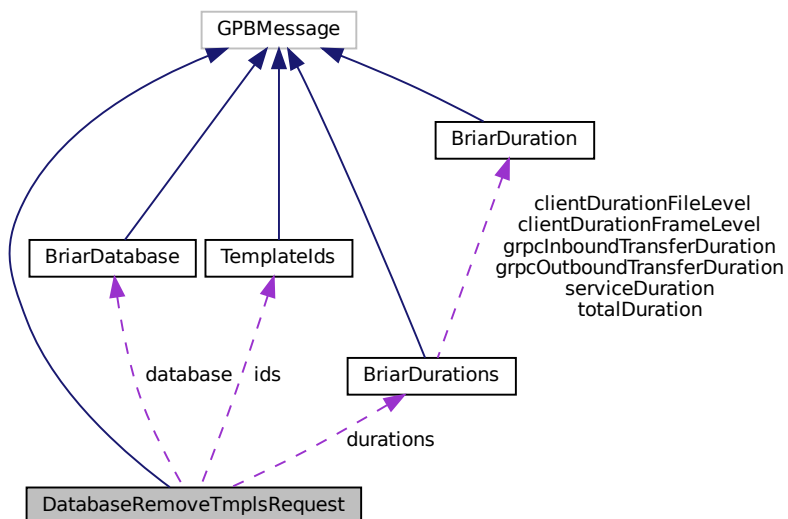 GPBMessage
BriarDuration
clientDurationFileLevel
clientDurationFrameLevel
grpcInboundTransferDuration
grpcOutboundTransferDuration
serviceDuration
totalDuration
BriarDatabase
TemplateIds
BriarDurations
database
ids
durations
DatabaseRemoveTmplsRequest